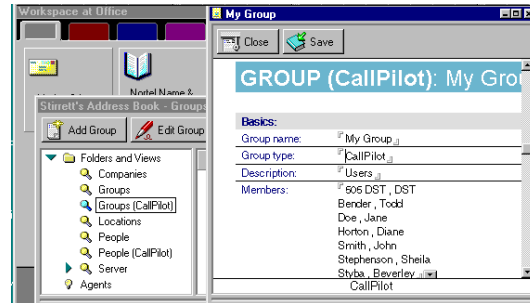 Workspace at Office
Nortel Name &
Stirrett's Address Book - Groups
Add Group
Edit Group
Folders and Views
Companies
Groups
Groups (CallPilot)
Locations
People
People (CallPilot)
Server
Agents
My Group
Close
Save
GROUP (CallPilot): My Grou
Basics:
Group name: My Group
Group type: CallPilot
Description: Users
Members: 606 DST , DST
Bender , Todd
Doe , Jane
Horton , Diane
Smith , John
Stephenson , Sheila
Styba , Beverley
CallPilot